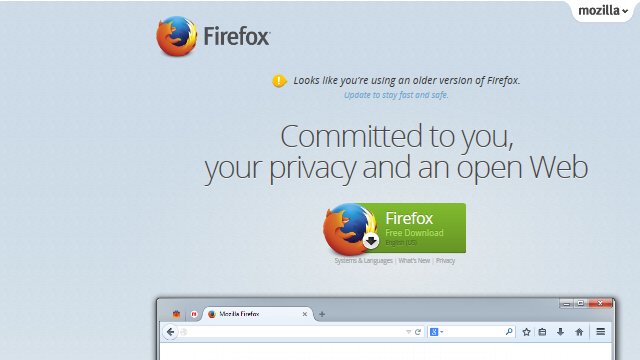 mozilla
Firefox
Looks like you're using an older version of Firefox.
Update to stay fast and safe.
Committed to you,
your privacy and an open Web
Firefox
Free Download
English (US)
Systems & Languages | What's New | Privacy
Mozilla Firefox